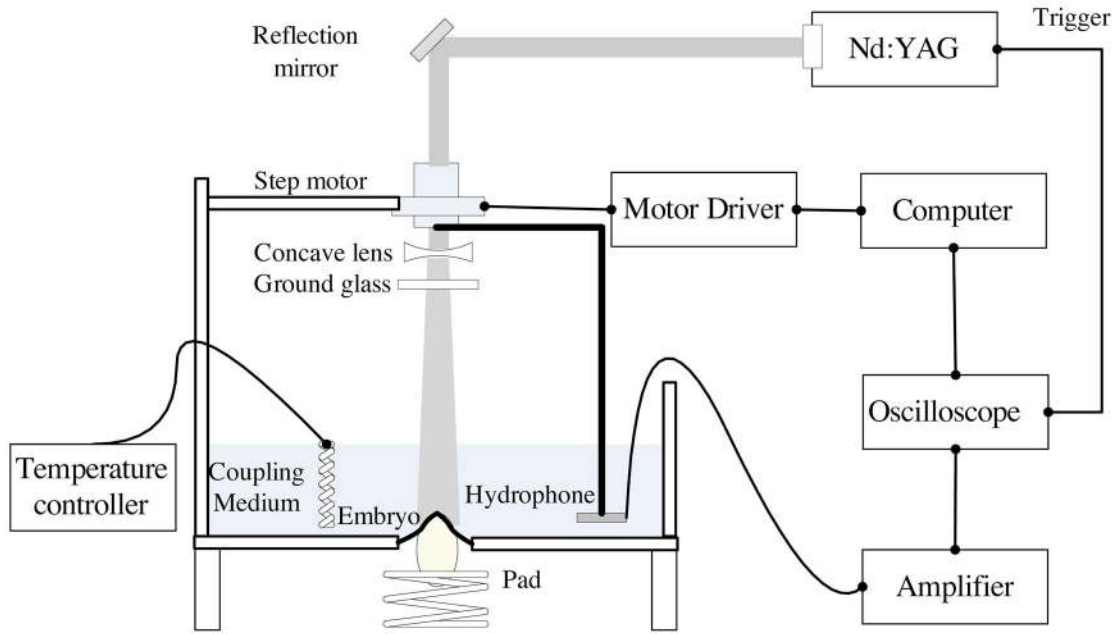 Trigger
Reflection
mirror
Nd:YAG
Step motor
Motor Driver
Computer
Concave lens
Ground glass
Oscilloscope
Temperature
controller
Coupling
Medium
Hydrophone
Embryo
Pad
Amplifier